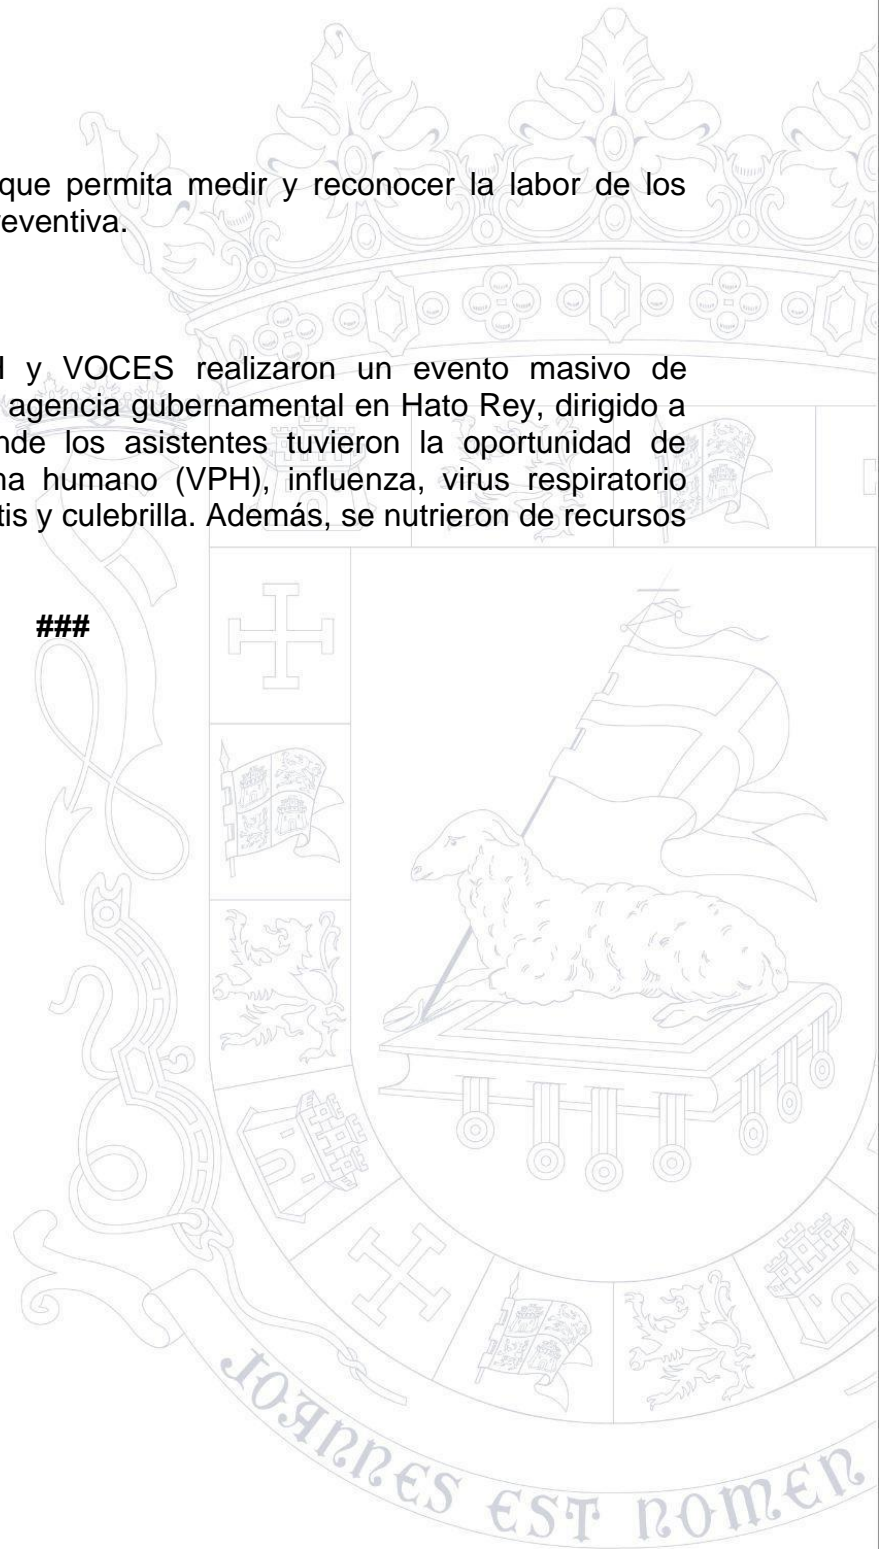 que permita medir y reconocer la labor de los
eventiva.
y VOCES realizaron un evento masivo de
agencia gubernamental en Hato Rey, dirigido a
nde los asistentes tuvieron la oportunidad de
na humano (VPH), influenza, virus respiratorio
tis y culebrilla. Además, se nutrieron de recursos
###
JOANNES EST NOMEN